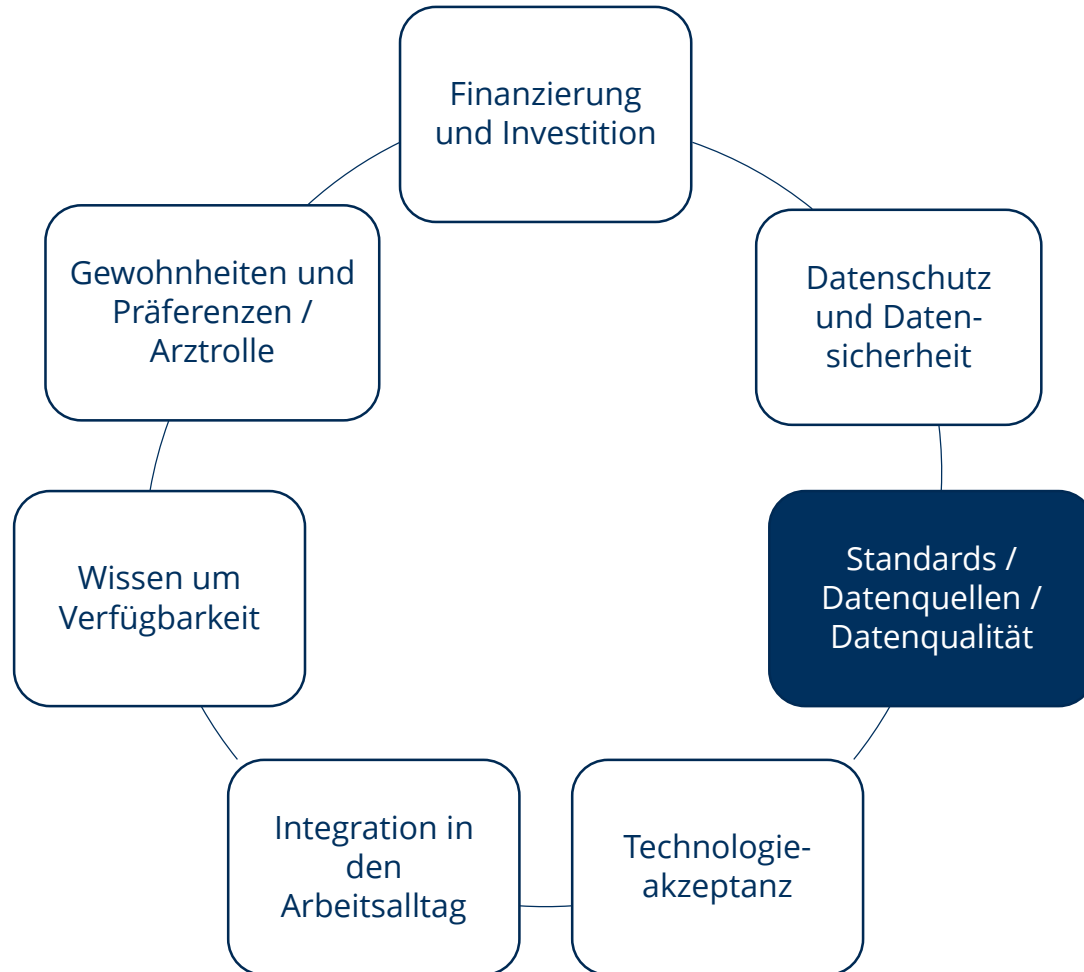 Finanzierung
und Investition
Datenschutz
und Daten-
sicherheit
Standards /
Datenquellen /
Datenqualität
Technologie-
akzeptanz
Integration in
den
Arbeitsalltag
Wissen um
Verfügbarkeit
Gewohnheiten und
Präferenzen /
Arztrolle